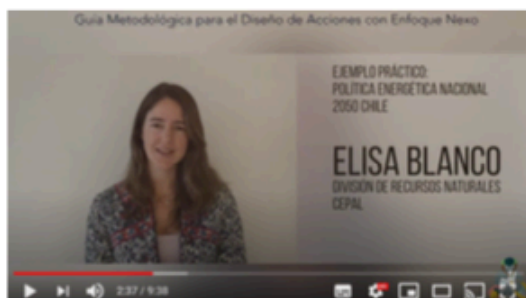 Guía Metodológica para el Diseño de Acciones con Enfoque Nexo
EJEMPLO PRÁCTICO:
POLÍTICA ENERGÉTICA NACIONAL
2050 CHILE
ELISA BLANCO
DIVISIÓN DE RECURSOS NATURALES
CEPAL
2:37 / 9:38